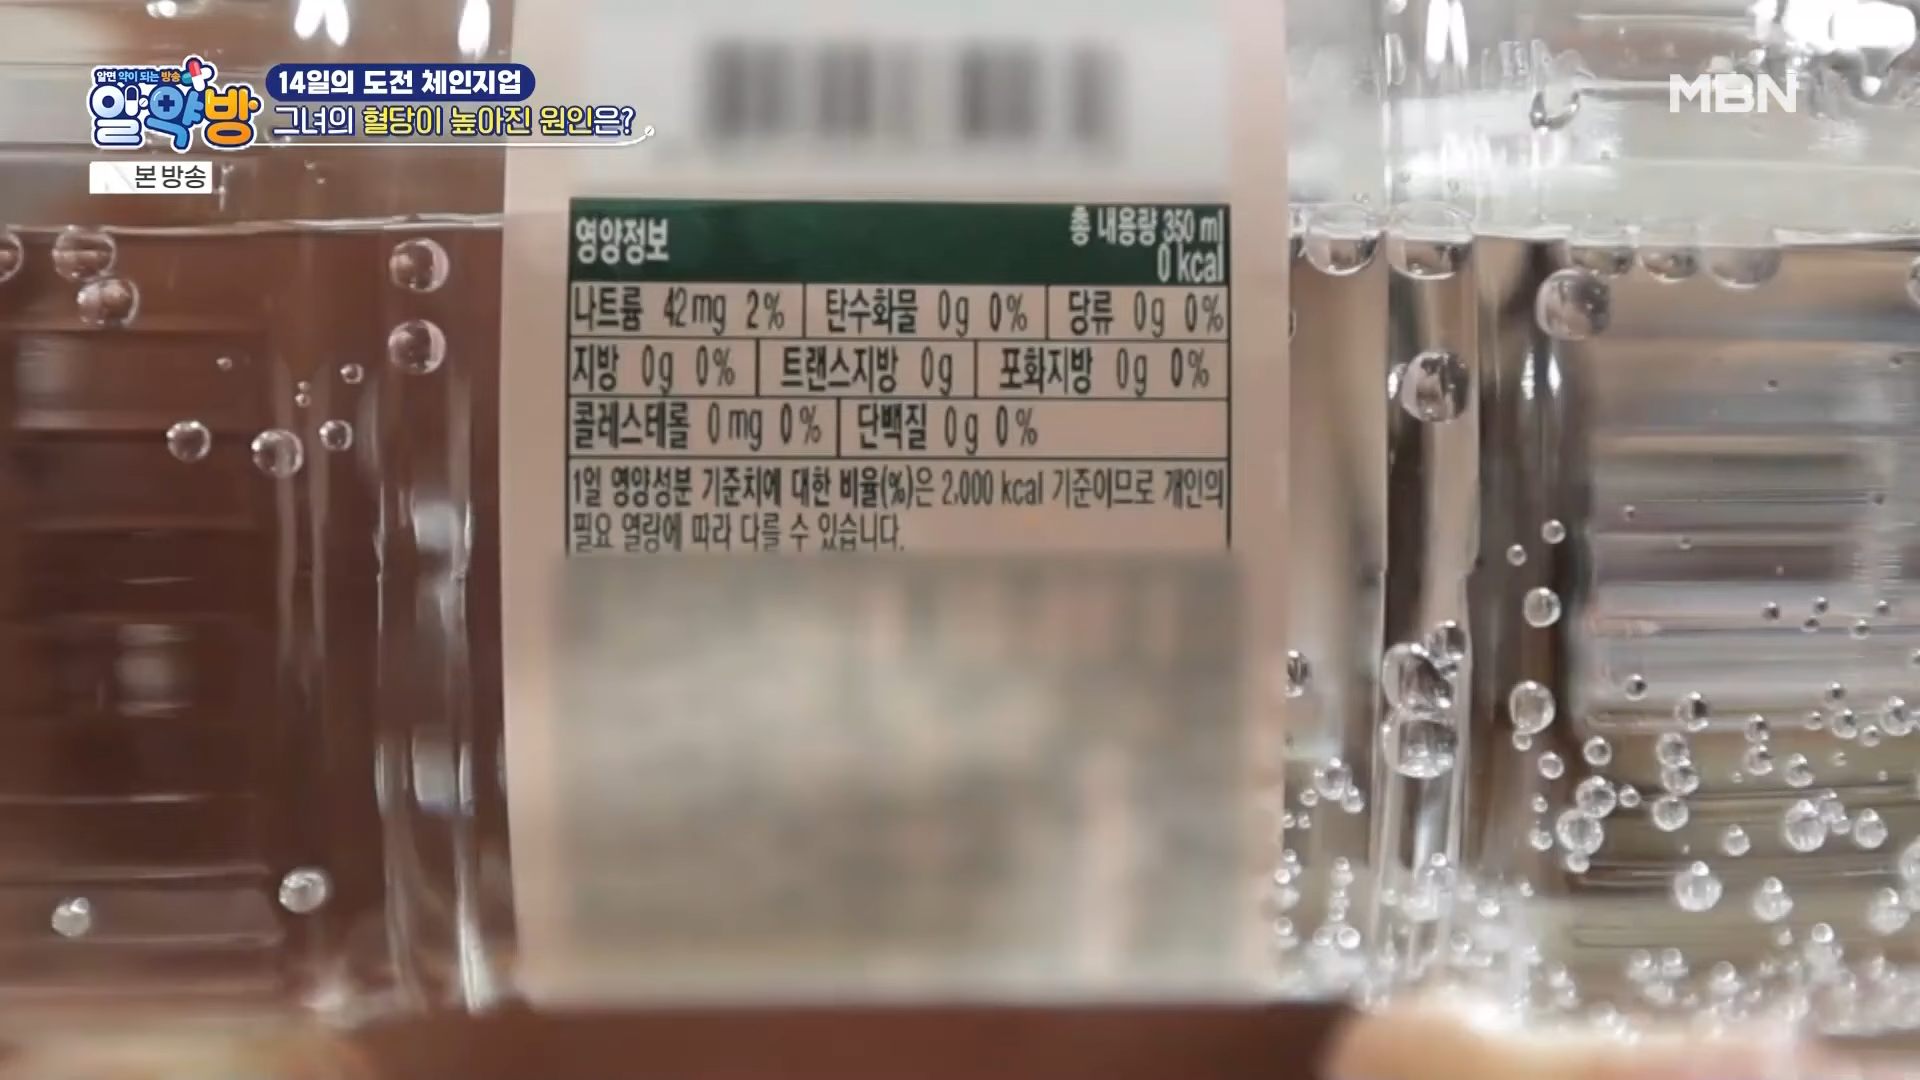 알면 약이 되는 방송
알약방
14일의 도전 체인지업
그녀의 혈당이 높아진 원인은?
본 방송
MBN
영양정보
총 내용량 350 ml
0 kcal
나트륨 42mg 2% 탄수화물 0g 0% 당류 0g 0%
지방 0g 0% 트랜스지방 0g 포화지방 0g 0%
콜레스테롤 0mg 0% 단백질 0g 0%
1일 영양성분 기준치에 대한 비율(%)은 2,000 kcal 기준이므로 개인의
필요 열량에 따라 다를 수 있습니다.